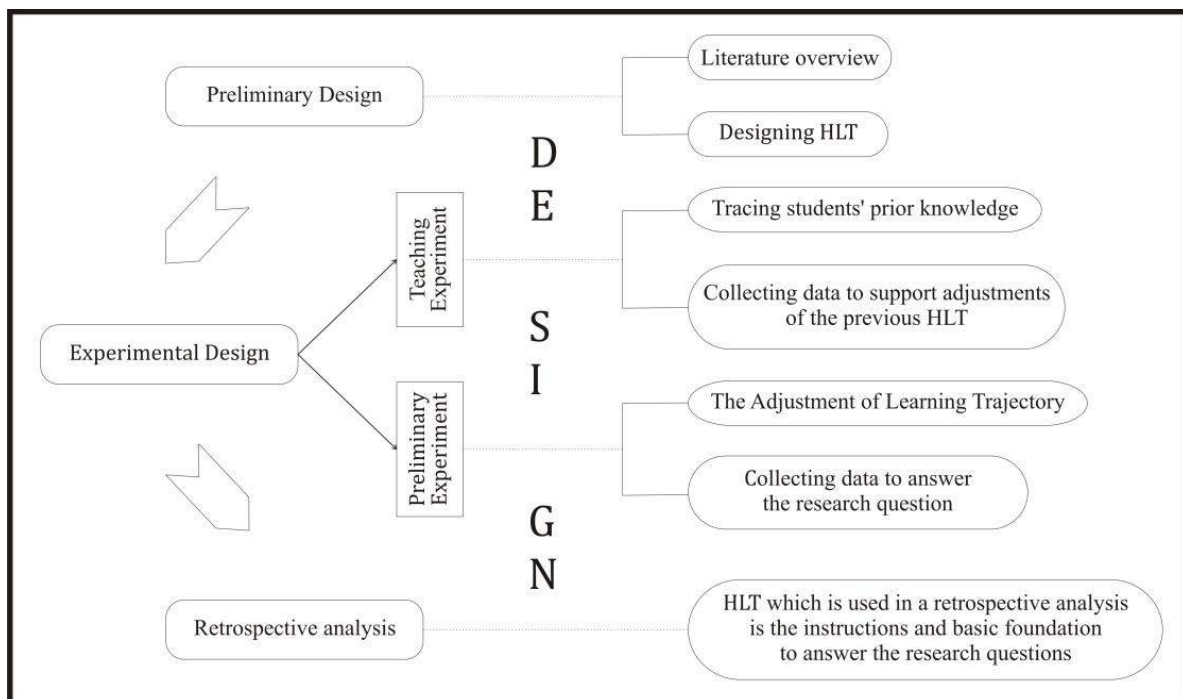 Preliminary Design
Literature overview
Designing HLT
D
E
S
I
G
N
Experimental Design
Teaching
Experiment
Tracing students' prior knowledge
Collecting data to support adjustments
of the previous HLT
Preliminary
Experiment
The Adjustment of Learning Trajectory
Collecting data to answer
the research question
Retrospective analysis
HLT which is used in a retrospective analysis
is the instructions and basic foundation
to answer the research questions